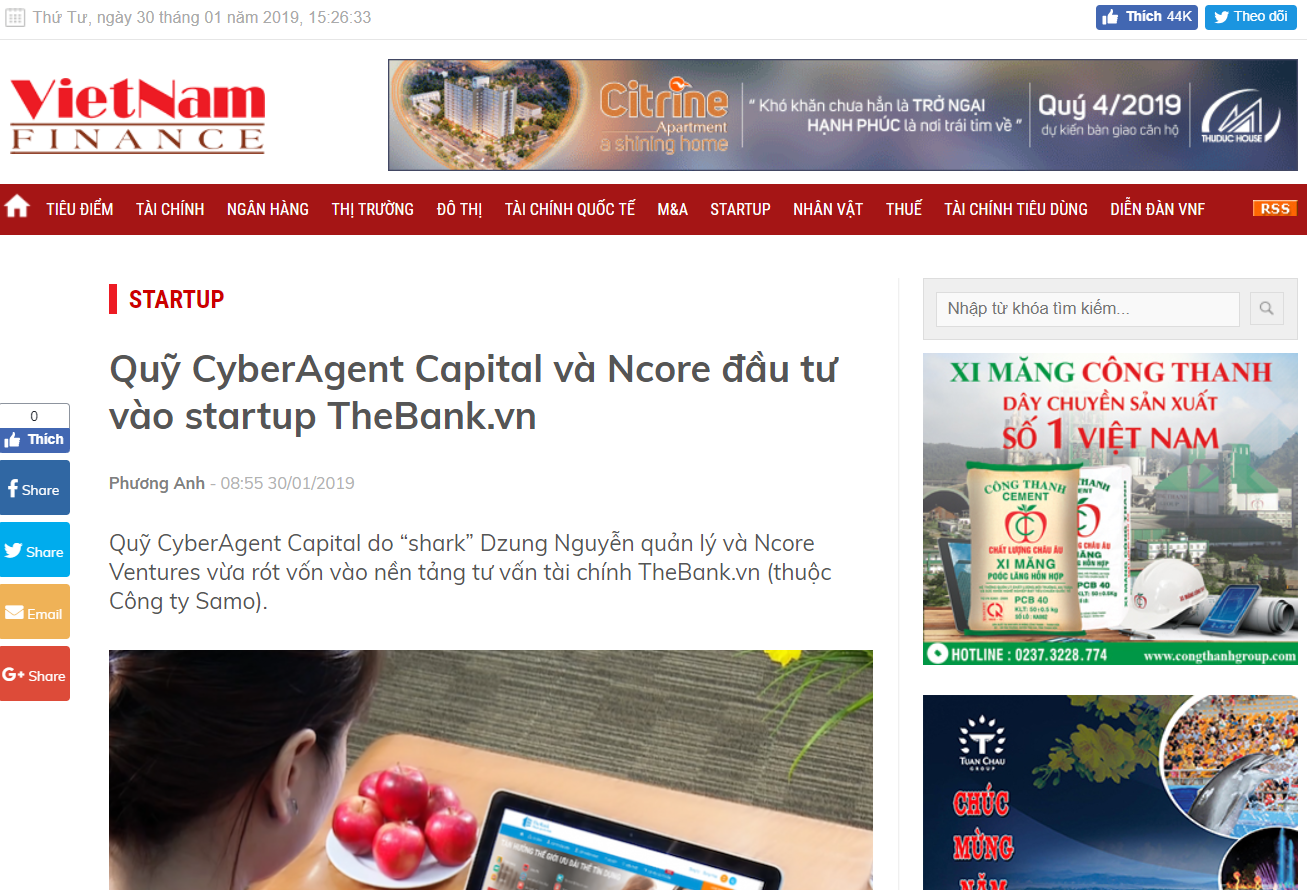 Thứ Tư, ngày 30 tháng 01 năm 2019, 15:26:33
Thích 44K
Theo dõi
VietNam
FINANCE
Citrine
Apartment
a shining home
“ Khó khăn chưa hẳn là TRỞ NGẠI
HẠNH PHÚC là nơi trái tim về ”
Quý 4/2019
dự kiến bàn giao căn hộ
THUDUC HOUSE
TIÊU ĐIỂM TÀI CHÍNH NGÂN HÀNG THỊ TRƯỜNG ĐÔ THỊ TÀI CHÍNH QUỐC TẾ M&A STARTUP NHÂN VẬT THUẾ TÀI CHÍNH TIÊU DÙNG DIỄN ĐÀN VNF RSS
STARTUP
Quỹ CyberAgent Capital và Ncore đầu tư
vào startup TheBank.vn
Phương Anh - 08:55 30/01/2019
Quỹ CyberAgent Capital do “shark” Dzung Nguyễn quản lý và Ncore
Ventures vừa rót vốn vào nền tảng tư vấn tài chính TheBank.vn (thuộc
Công ty Samo).
0
Thích
Share
Share
Email
G+ Share
Nhập từ khóa tìm kiếm...
XI MĂNG CÔNG THANH
DÂY CHUYỀN SẢN XUẤT
SỐ 1 VIỆT NAM
CÔNG THANH
CEMENT
CHẤT LƯỢNG CHÂU ÂU
XI MĂNG
POÓC LĂNG HỖN HỢP
PCB 40
KLT: 50±0.5 kg
HOTLINE : 0237.3228.774
www.congthanhgroup.com
TUAN CHAU
GROUP
CHÚC
MỪNG
NĂM